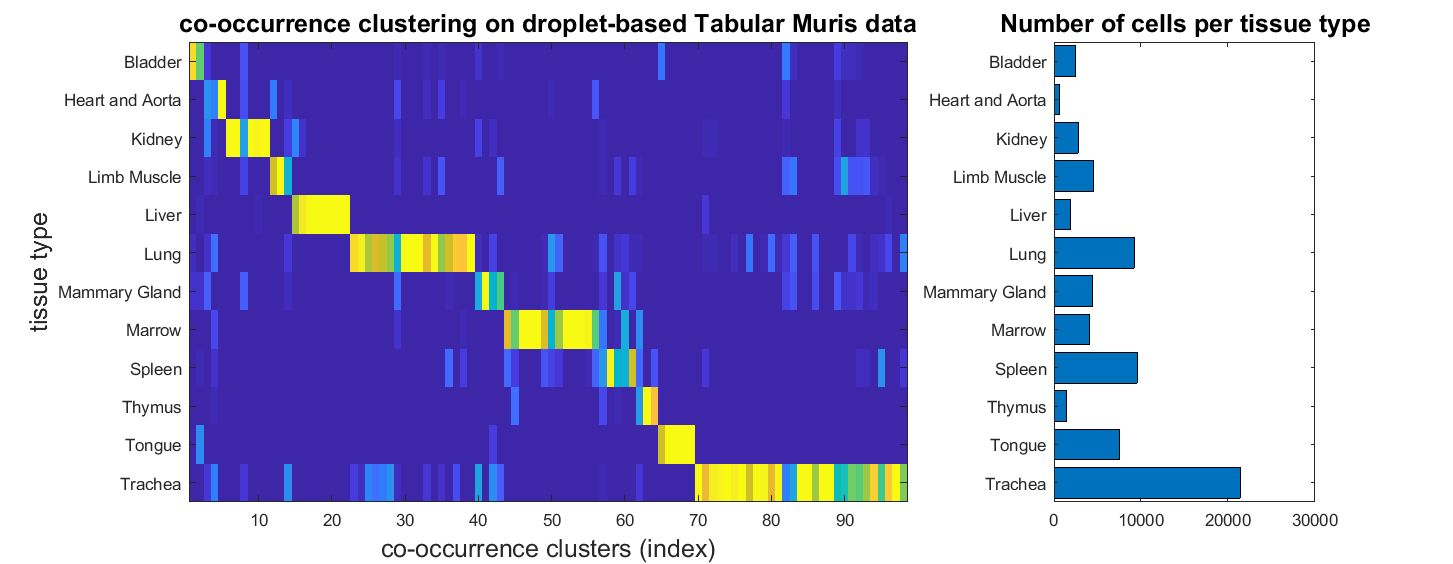 co-occurrence clustering on droplet-based Tabular Muris data
Bladder
Heart and Aorta
Kidney
Limb Muscle
Liver
Lung
Mammary Gland
Marrow
Spleen
Thymus
Tongue
Trachea
tissue type
10 20 30 40 50 60 70 80 90
co-occurrence clusters (index)
Number of cells per tissue type
Bladder
Heart and Aorta
Kidney
Limb Muscle
Liver
Lung
Mammary Gland
Marrow
Spleen
Thymus
Tongue
Trachea
0 10000 20000 30000